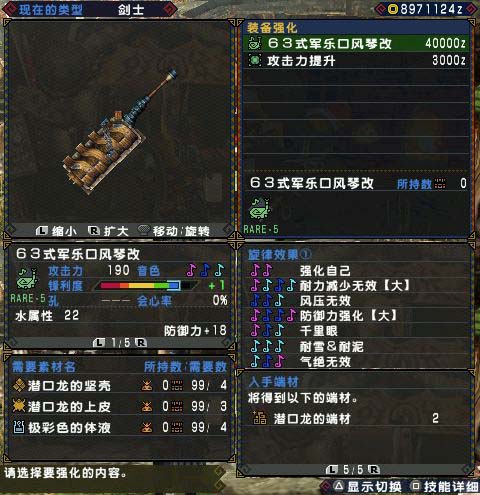 现在的类型 剑士
8971124z
装备强化
63式军乐口风琴改 40000z
攻击力提升 3000z
63式军乐口风琴改 所持数 0
RARE-5
L 缩小 R 扩大 移动/旋转
63式军乐口风琴改
攻击力 190 音色
锋利度 +1
RARE-5 孔 --- 会心率 0%
水属性 22
防御力+18
L 1/5 R
旋律效果①
强化自己
耐力减少无效【大】
风压无效
防御力强化【大】
千里眼
耐雪&耐泥
气绝无效
需要素材名 所持数/需要数
潜口龙的坚壳 0 99/ 4
潜口龙的上皮 0 99/ 3
极彩色的体液 0 99/ 4
入手端材
将得到以下的端材。
潜口龙的端材 2
L 5/5 R
请选择要强化的内容。
显示切换 技能详细